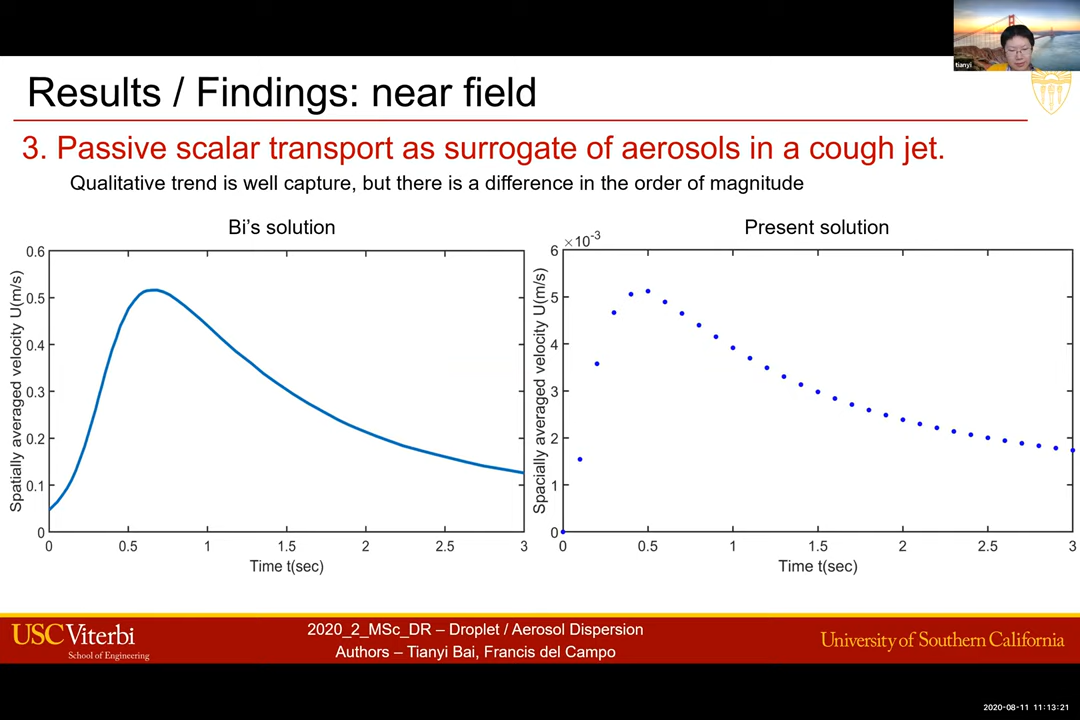 tianyi
Results / Findings: near field
3. Passive scalar transport as surrogate of aerosols in a cough jet.
Qualitative trend is well capture, but there is a difference in the order of magnitude
Bi's solution
0.6
0.5
0.4
0.3
0.2
0.1
0
Spatially averaged velocity U(m/s)
0 0.5 1 1.5 2 2.5 3
Time t(sec)
Present solution
×10-3
6
5
4
3
2
1
0
Spacially averaged velocity U(m/s)
0 0.5 1 1.5 2 2.5 3
Time t(sec)
USC Viterbi
School of Engineering
2020_2_MSc_DR – Droplet / Aerosol Dispersion
Authors – Tianyi Bai, Francis del Campo
University of Southern California
2020-08-11 11:13:21